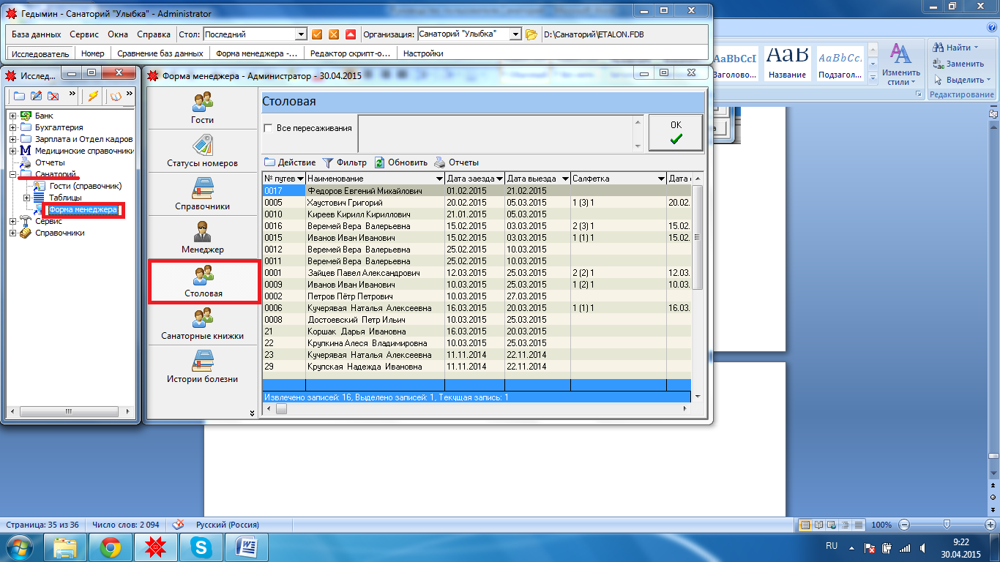 Гедымин - Санаторий "Улыбка" - Administrator
База данных Сервис Окна Справка Стол: Последний Организация: Санаторий "Улыбка" D:\Санаторий\ETALON.FDB
Исследователь Номер Сравнение баз данных Форма менеджера -... Редактор скрипт-о... Настройки
AaBbCcI AaB AaBbCc.
Заголово... Название Подзагол...
Изменить стили
Найти
Заменить
Выделить
Редактирование
Исслед...
Банк
Бухгалтерия
Зарплата и Отдел кадров
Медицинские справочники
Отчеты
Санаторий
Гости (справочник)
Таблицы
Форма менеджера
Сервис
Справочники
Форма менеджера - Администратор - 30.04.2015
Гости
Статусы номеров
Справочники
Менеджер
Столовая
Санаторные книжки
Истории болезни
Столовая
Все пересаживания
OK
Действие Фильтр Обновить Отчеты
№ путев Наименование Дата заезда Дата выезда Салфетка Дата
0017 Федоров Евгений Михайлович 01.02.2015 21.02.2015
0005 Хаустович Григорий 20.02.2015 05.03.2015 1 (3) 1 20.02.
0010 Киреев Кирилл Кириллович 21.01.2015 05.03.2015
0016 Веремей Вера Валерьевна 15.02.2015 03.03.2015 2 (3) 1 15.02.
0015 Иванов Иван Иванович 15.02.2015 03.03.2015 1 (1) 1 15.02.
0012 Веремей Вера Валерьевна 25.02.2015 10.03.2015
0011 Веремей Вера Валерьевна 25.02.2015 10.03.2015
0001 Зайцев Павел Александрович 12.03.2015 25.03.2015 2 (2) 1 12.03.
0009 Иванов Иван Иванович 10.03.2015 25.03.2015 1 (2) 1 10.03.
0002 Петров Пётр Петрович 10.03.2015 27.03.2015
0006 Кучерявая Наталья Алексеевна 16.03.2015 20.03.2015 1 (1) 1 16.03.
0008 Достоевский Петр Ильич 10.03.2015 25.03.2015
21 Коршак Дарья Ивановна 16.03.2015 20.03.2015
22 Крупкина Алеся Владимировна 10.03.2015 25.03.2015
23 Кучерявая Наталья Алексеевна 11.11.2014 22.11.2014
29 Крупская Надежда Ивановна 11.11.2014 22.11.2014
Извлечено записей: 16, Выделено записей: 1, Текущая запись: 1
Страница: 35 из 36 Число слов: 2 094 Русский (Россия) 100%
RU 9:22
30.04.2015